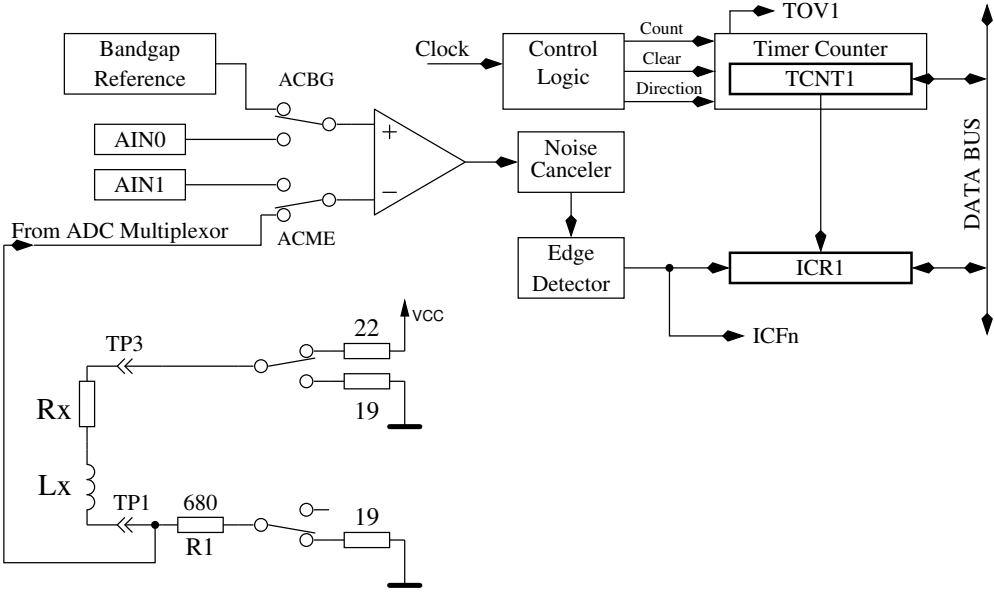 TOV1
Bandgap
Reference
ACBG
Clock
Control
Logic
Count
Clear
Direction
Timer Counter
TCNT1
AIN0
AIN1
+
−
Noise
Canceler
DATA BUS
From ADC Multiplexor
ACME
Edge
Detector
ICR1
ICFn
VCC
TP3
22
19
Rx
Lx
TP1
680
R1
19